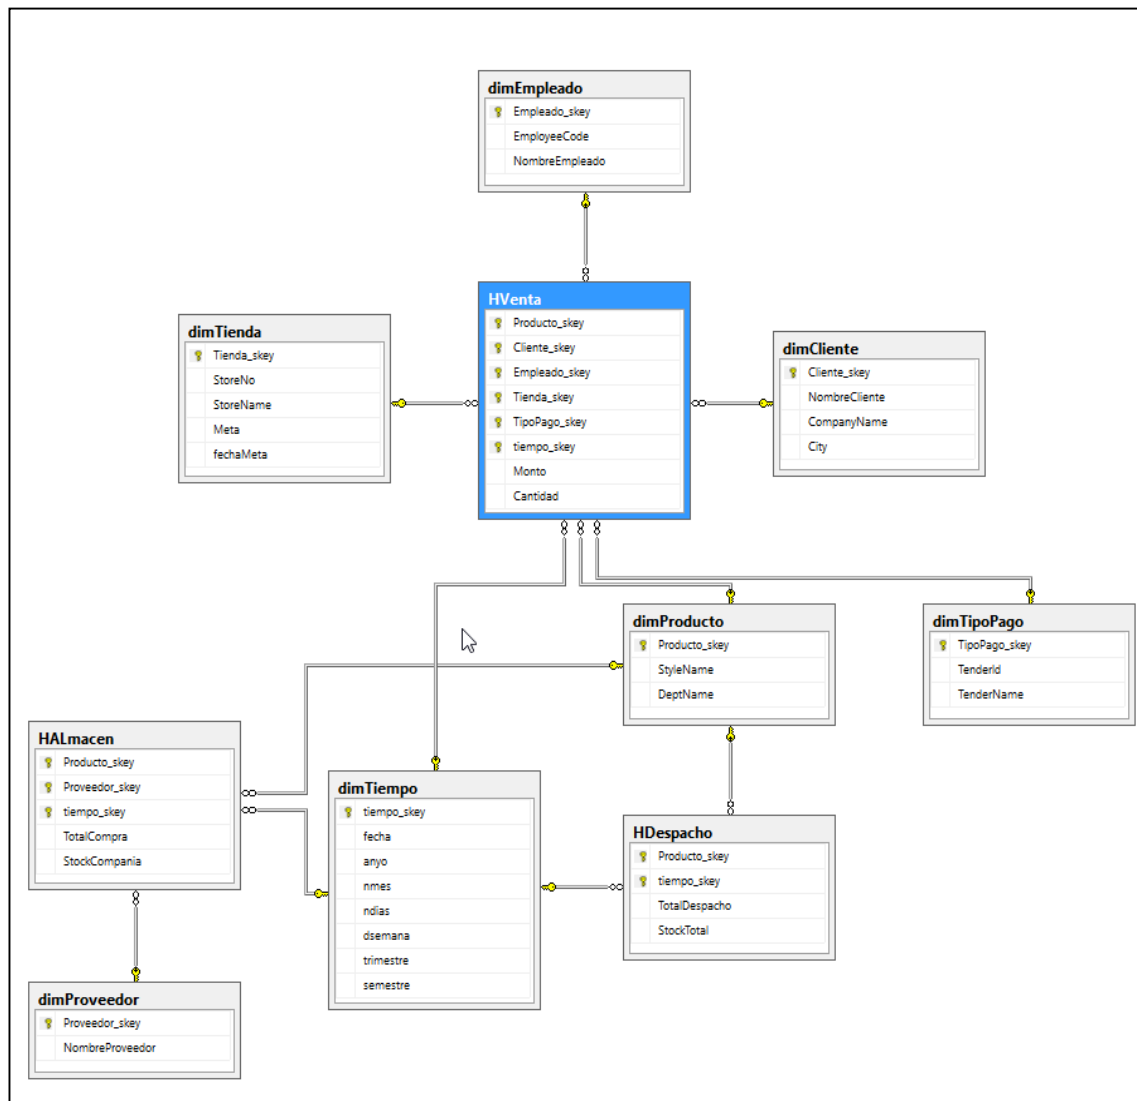 dimEmpleado
Empleado_skey
EmployeeCode
NombreEmpleado
HVenta
Producto_skey
Cliente_skey
Empleado_skey
Tienda_skey
TipoPago_skey
tiempo_skey
Monto
Cantidad
dimTienda
Tienda_skey
StoreNo
StoreName
Meta
fechaMeta
dimCliente
Cliente_skey
NombreCliente
CompanyName
City
dimProducto
Producto_skey
StyleName
DeptName
dimTipoPago
TipoPago_skey
TenderId
TenderName
HALmacen
Producto_skey
Proveedor_skey
tiempo_skey
TotalCompra
StockCompania
dimTiempo
tiempo_skey
fecha
anyo
nmes
ndias
dsemana
trimestre
semestre
HDespacho
Producto_skey
tiempo_skey
TotalDespacho
StockTotal
dimProveedor
Proveedor_skey
NombreProveedor